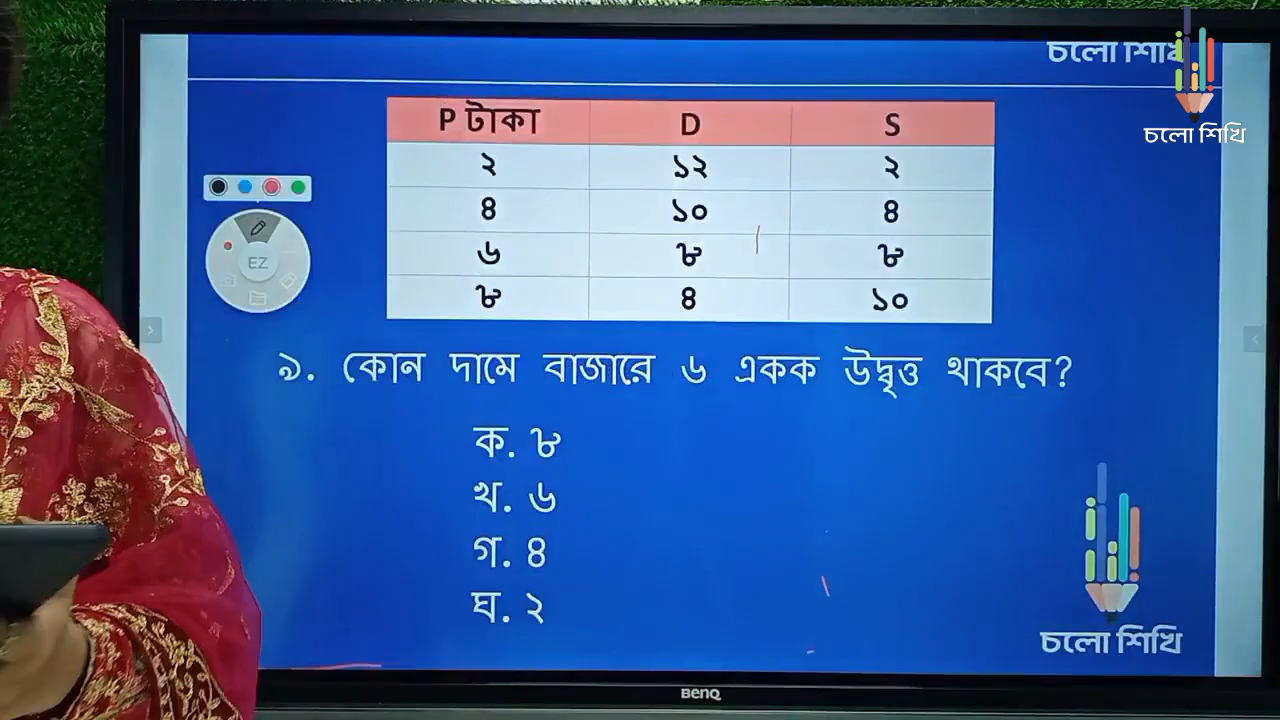 চলো শিখি
চলো শিখি
P টাকা D S
২ ১২ ২
৪ ১০ ৪
৬ ৮ ৮
৮ ৪ ১০
EZ
৯. কোন দামে বাজারে ৬ একক উদ্বৃত্ত থাকবে?
ক. ৮
খ. ৬
গ. ৪
ঘ. ২
চলো শিখি
BenQ